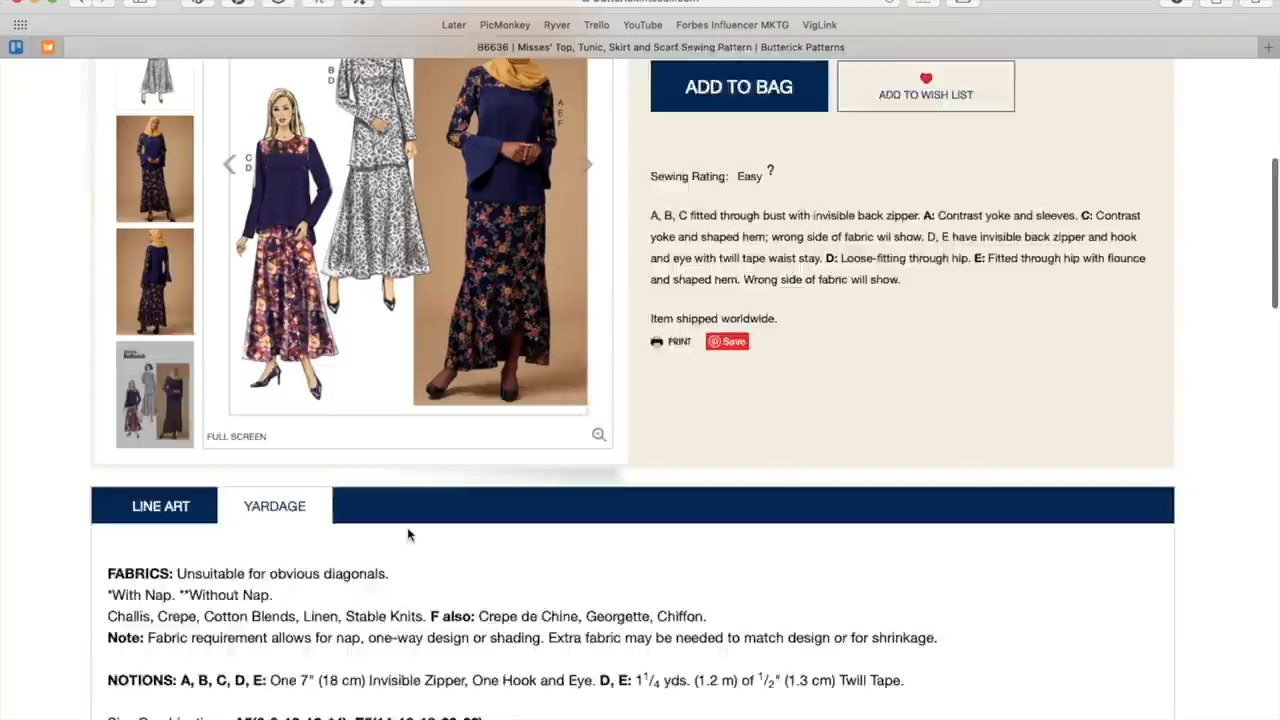 Later PicMonkey Ryver Trello YouTube Forbes Influencer MKTG VigLink
B6636 | Misses' Top, Tunic, Skirt and Scarf Sewing Pattern | Butterick Patterns
B
D
A
E
F
C
D
FULL SCREEN
ADD TO BAG
ADD TO WISH LIST
Sewing Rating: Easy ?
A, B, C fitted through bust with invisible back zipper. A: Contrast yoke and sleeves. C: Contrast
yoke and shaped hem; wrong side of fabric wil show. D, E have invisible back zipper and hook
and eye with twill tape waist stay. D: Loose-fitting through hip. E: Fitted through hip with flounce
and shaped hem. Wrong side of fabric will show.
Item shipped worldwide.
PRINT Save
LINE ART YARDAGE
FABRICS: Unsuitable for obvious diagonals.
*With Nap. **Without Nap.
Challis, Crepe, Cotton Blends, Linen, Stable Knits. F also: Crepe de Chine, Georgette, Chiffon.
Note: Fabric requirement allows for nap, one-way design or shading. Extra fabric may be needed to match design or for shrinkage.
NOTIONS: A, B, C, D, E: One 7" (18 cm) Invisible Zipper, One Hook and Eye. D, E: 1 1/4 yds. (1.2 m) of 1/2" (1.3 cm) Twill Tape.